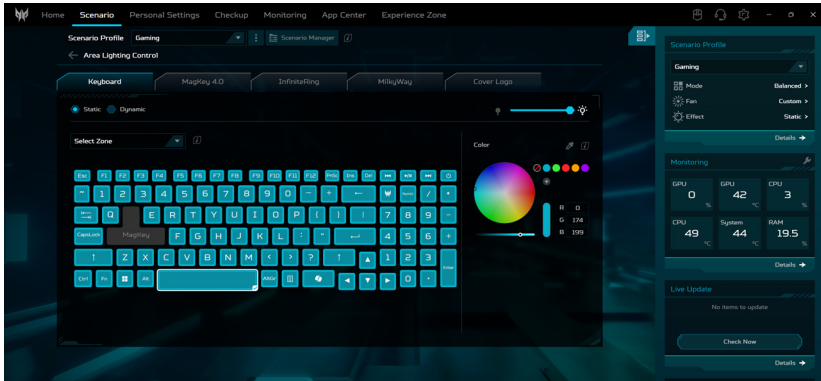 Home Scenario Personal Settings Checkup Monitoring App Center Experience Zone
Scenario Profile Gaming Scenario Manager
Area Lighting Control
Keyboard MagKey 4.0 InfiniteRing MilkyWay Cover Logo
Static Dynamic
Select Zone
Esc F1 F2 F3 F4 F5 F6 F7 F8 F9 F10 F11 F12 PrtSc Ins Del
~ 1 2 3 4 5 6 7 8 9 0 - + / *
Q E R T Y U I O P { } | 7 8 9 -
CapsLock MagKey F G H J K L : " 4 5 6 +
Z X C V B N M < > ? 1 2 3
Enter
Ctrl Fn Alt AltGr 0 .
Color
R 0
G 174
B 199
Scenario Profile
Gaming
Mode Balanced >
Fan Custom >
Effect Static >
Details →
Monitoring
GPU 0 %
GPU 42 °C
CPU 3 %
CPU 49 °C
System 44 °C
RAM 19.5 %
Details →
Live Update
No items to update
Check Now
Details →